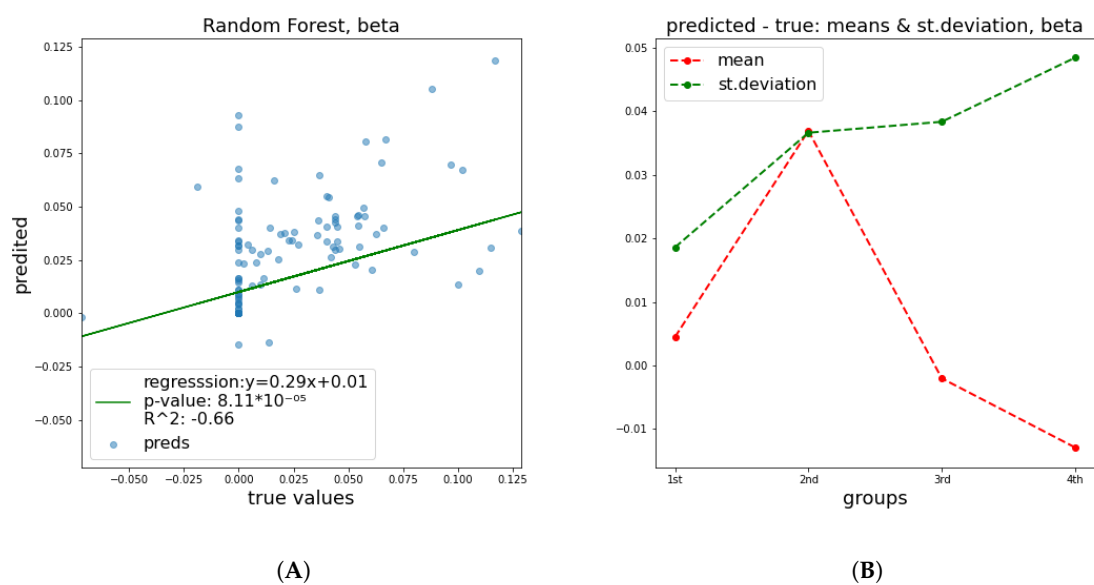 Random Forest, beta
0.125
0.100
0.075
0.050
0.025
0.000
−0.025
−0.050
predited
regresssion:y=0.29x+0.01
p-value: 8.11*10⁻⁰⁵
R^2: -0.66
preds
−0.050 −0.025 0.000 0.025 0.050 0.075 0.100 0.125
true values
(A)
predicted - true: means & st.deviation, beta
0.05
0.04
0.03
0.02
0.01
0.00
−0.01
mean
st.deviation
1st 2nd 3rd 4th
groups
(B)